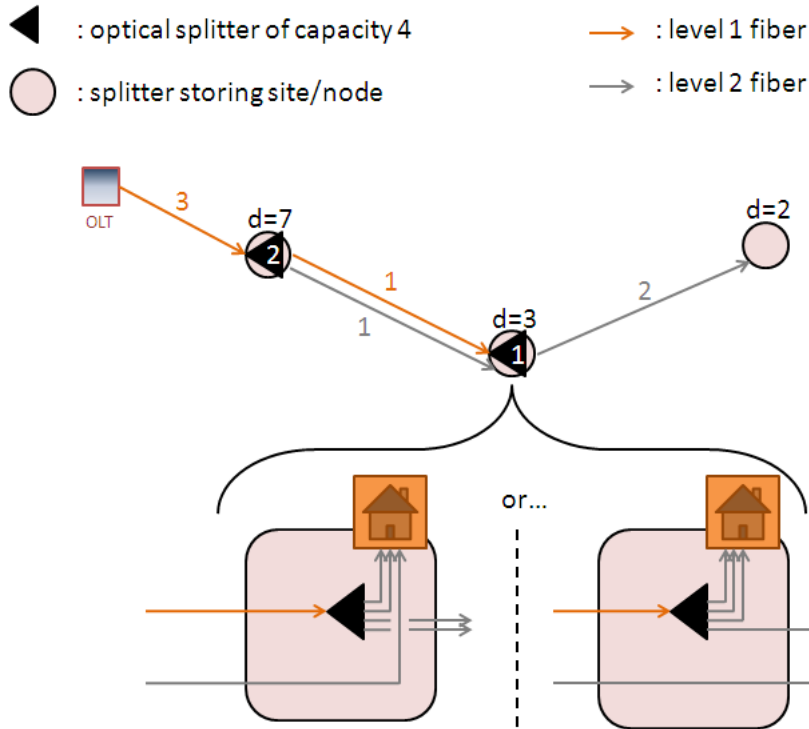 : optical splitter of capacity 4
: level 1 fiber
: splitter storing site/node
: level 2 fiber
OLT
3
d=7
2
1
1
d=3
1
2
d=2
or...